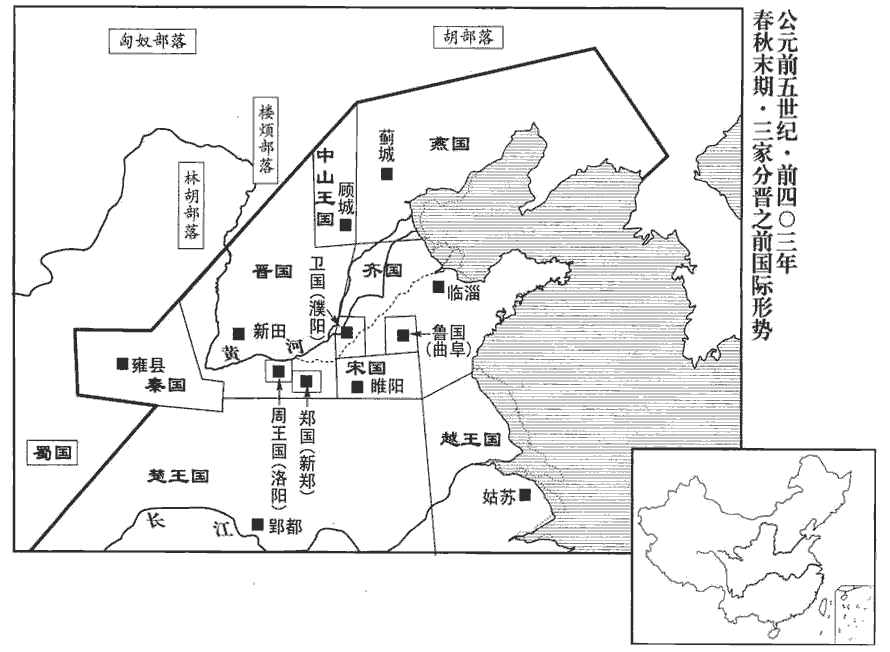 公元前五世纪·前四〇三年
春秋末期·三家分晋之前国际形势
匈奴部落
胡部落
楼烦部落
林胡部落
中山王国
顾城
蓟城
燕国
晋国
卫国(濮阳)
齐国
临淄
新田
黄河
鲁国
(曲阜)
雍县
秦国
宋国
睢阳
周王国(洛阳)
郑国(新郑)
越王国
蜀国
楚王国
姑苏
长江
郢都